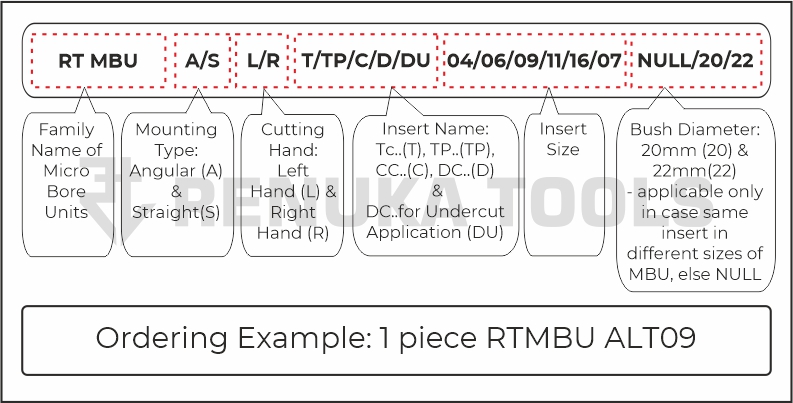 RT MBU A/S L/R T/TP/C/D/DU 04/06/09/11/16/07 NULL/20/22
Family
Name of
Micro
Bore
Units
Mounting
Type:
Angular (A)
&
Straight(S)
Cutting
Hand:
Left
Hand (L) &
Right
Hand (R)
Insert Name:
Tc..(T), TP..(TP),
CC..(C), DC..(D)
&
DC..for Undercut
Application (DU)
Insert
Size
Bush Diameter:
20mm (20) &
22mm(22)
- applicable only
in case same
insert in
different sizes of
MBU, else NULL
RENUKA TOOLS
Ordering Example: 1 piece RTMBU ALT09